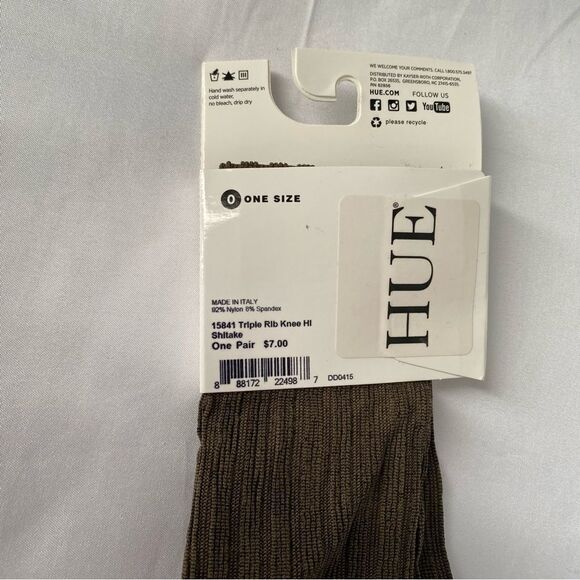 WE WELCOME YOUR COMMENTS. CALL 1.800.575.3497
DISTRIBUTED BY KAYSER-ROTH CORPORATION
P.O. BOX 26535, GREENSBORO, NC 27415-6535
RN 82656
HUE.COM FOLLOW US
You Tube
please recycle
Hand wash separately in
cold water,
no bleach, drip dry
O ONE SIZE
HUE®
MADE IN ITALY
92% Nylon 8% Spandex
15841 Triple Rib Knee HI
Shitake
One Pair $7.00
8 88172 22498 7 DD0415